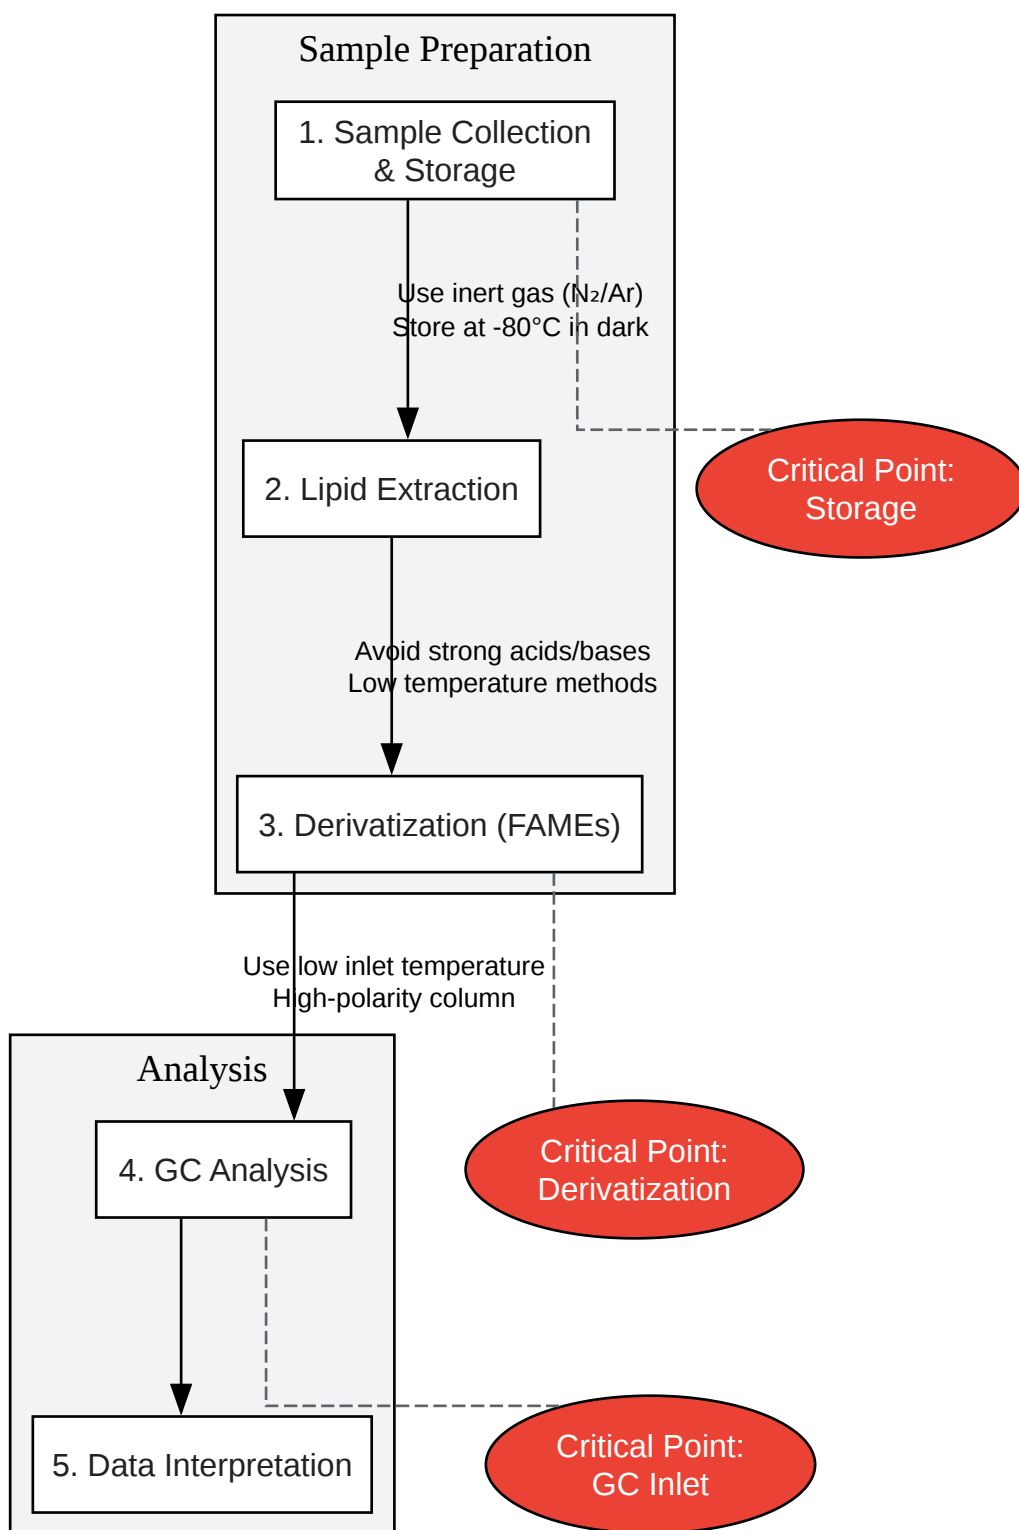 Sample Preparation
1. Sample Collection
& Storage
Use inert gas (N₂/Ar)
Store at -80°C in dark
2. Lipid Extraction
Critical Point:
Storage
Avoid strong acids/bases
Low temperature methods
3. Derivatization (FAMEs)
Use low inlet temperature
High-polarity column
Analysis
4. GC Analysis
Critical Point:
Derivatization
5. Data Interpretation
Critical Point:
GC Inlet